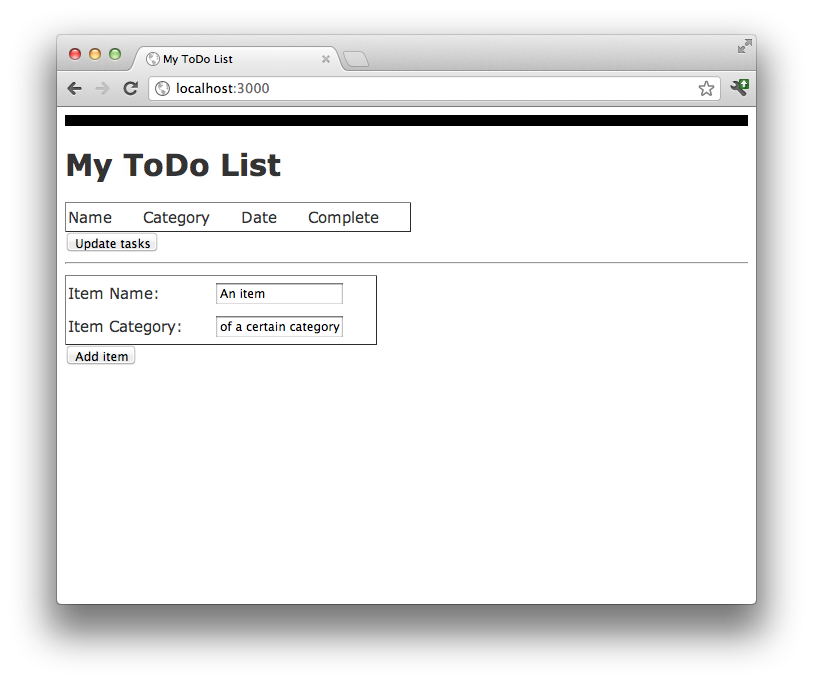 My ToDo List
localhost:3000
My ToDo List
Name Category Date Complete
Update tasks
Item Name: An item
Item Category: of a certain category
Add item